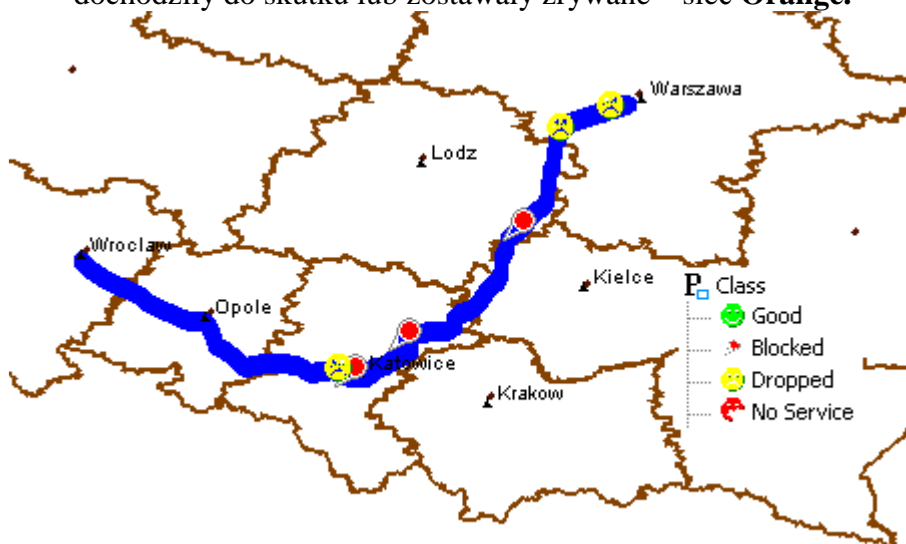 dochodziły do skutku lub zostawały zrywane – sieć Orange.
Warszawa
Lodz
Wroclaw
Kielce
Opole
Katowice
Krakow
P Class
Good
Blocked
Dropped
No Service